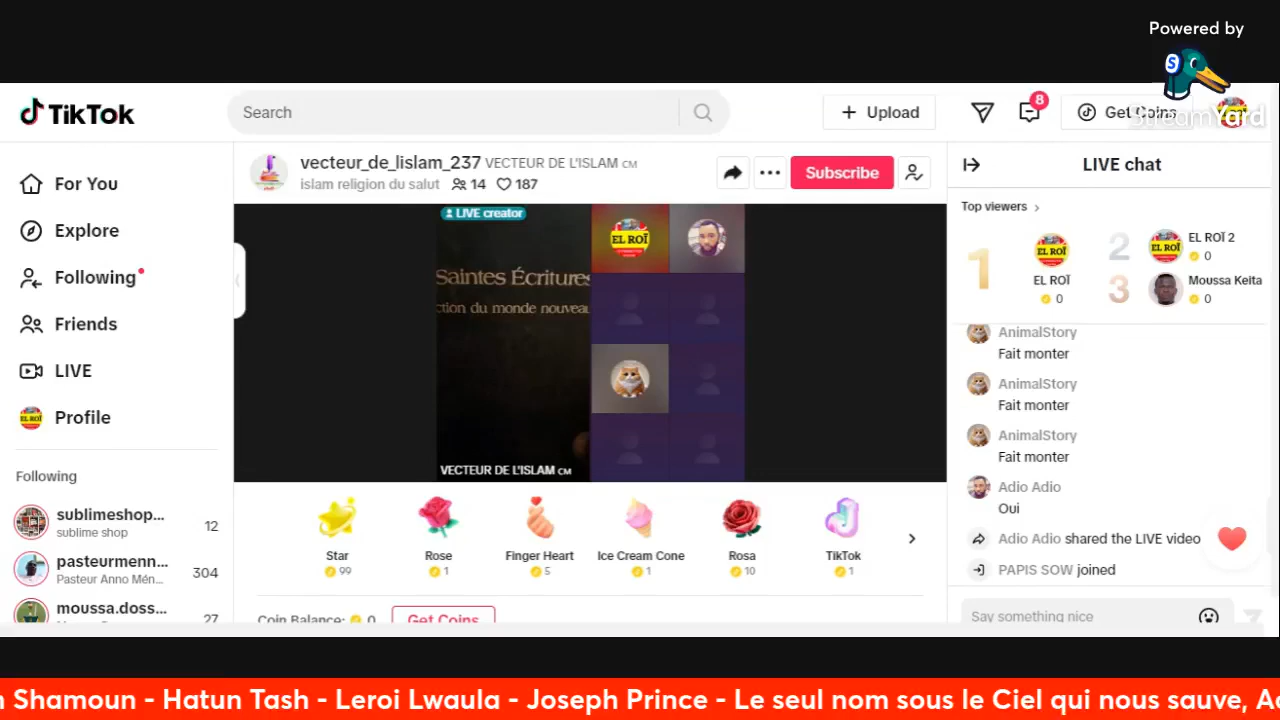 Powered by
StreamYard
TikTok
Search
Upload
8
Get Coins
For You
Explore
Following
Friends
LIVE
Profile
Following
sublimeshop...
sublime shop
12
pasteurmenn...
Pasteur Anno Mén...
304
moussa.doss...
27
vecteur_de_lislam_237 VECTEUR DE L'ISLAM CM
islam religion du salut 14 187
Subscribe
LIVE creator
EL ROÏ
Saintes Écritures
ction du monde nouveau
VECTEUR DE L'ISLAM CM
Star
99
Rose
1
Finger Heart
5
Ice Cream Cone
1
Rosa
10
TikTok
1
Coin Balance: 0
Get Coins
LIVE chat
Top viewers
1
EL ROÏ
0
2
EL ROÏ 2
0
3
Moussa Keita
0
AnimalStory
Fait monter
AnimalStory
Fait monter
AnimalStory
Fait monter
Adio Adio
Oui
Adio Adio shared the LIVE video
PAPIS SOW joined
Say something nice
Shamoun - Hatun Tash - Leroi Lwaula - Joseph Prince - Le seul nom sous le Ciel qui nous sauve,